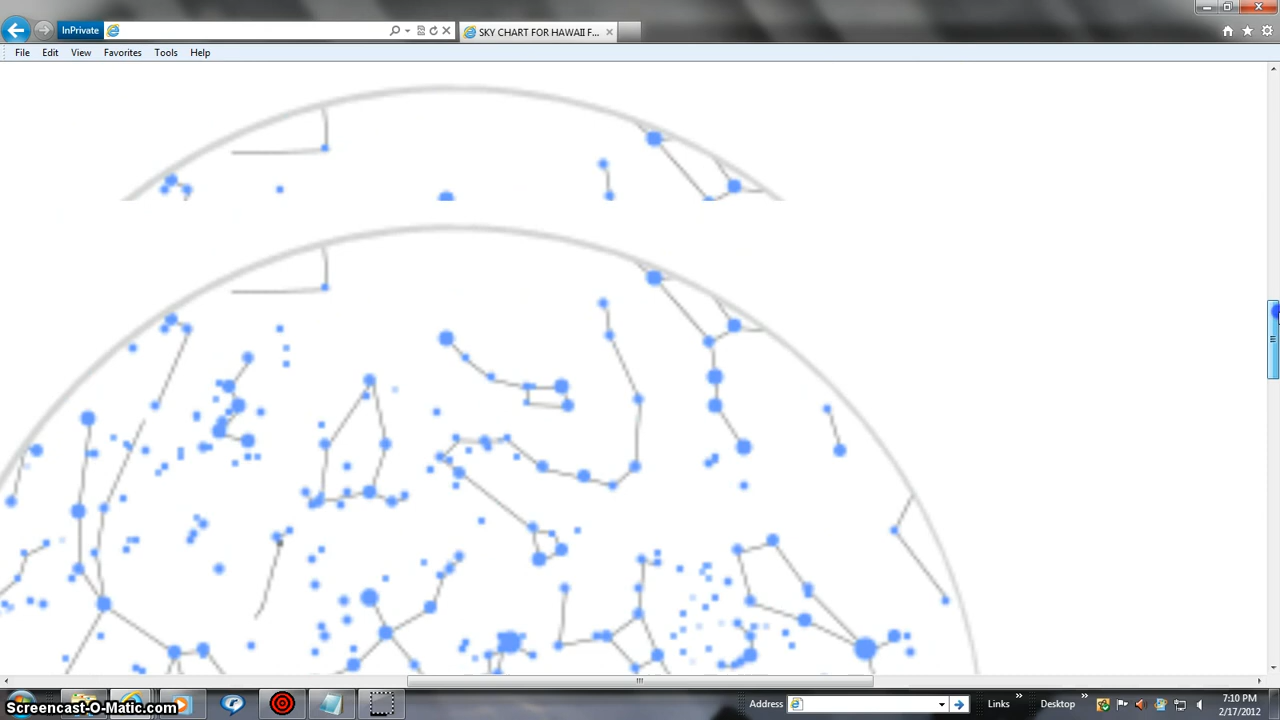 InPrivate
SKY CHART FOR HAWAII F...
File Edit View Favorites Tools Help
Screencast-O-Matic.com
Address
Links
Desktop
7:10 PM
2/17/2012